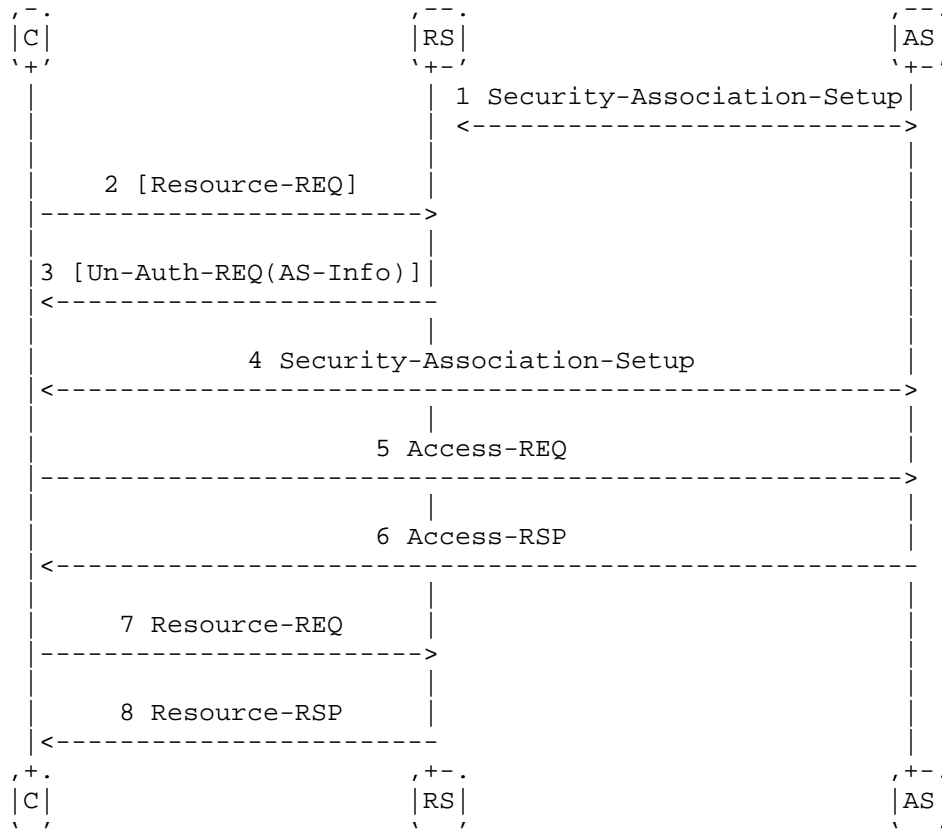 C RS AS
1 Security-Association-Setup
2 [Resource-REQ]
3 [Un-Auth-REQ(AS-Info)]
4 Security-Association-Setup
5 Access-REQ
6 Access-RSP
7 Resource-REQ
8 Resource-RSP
C RS AS